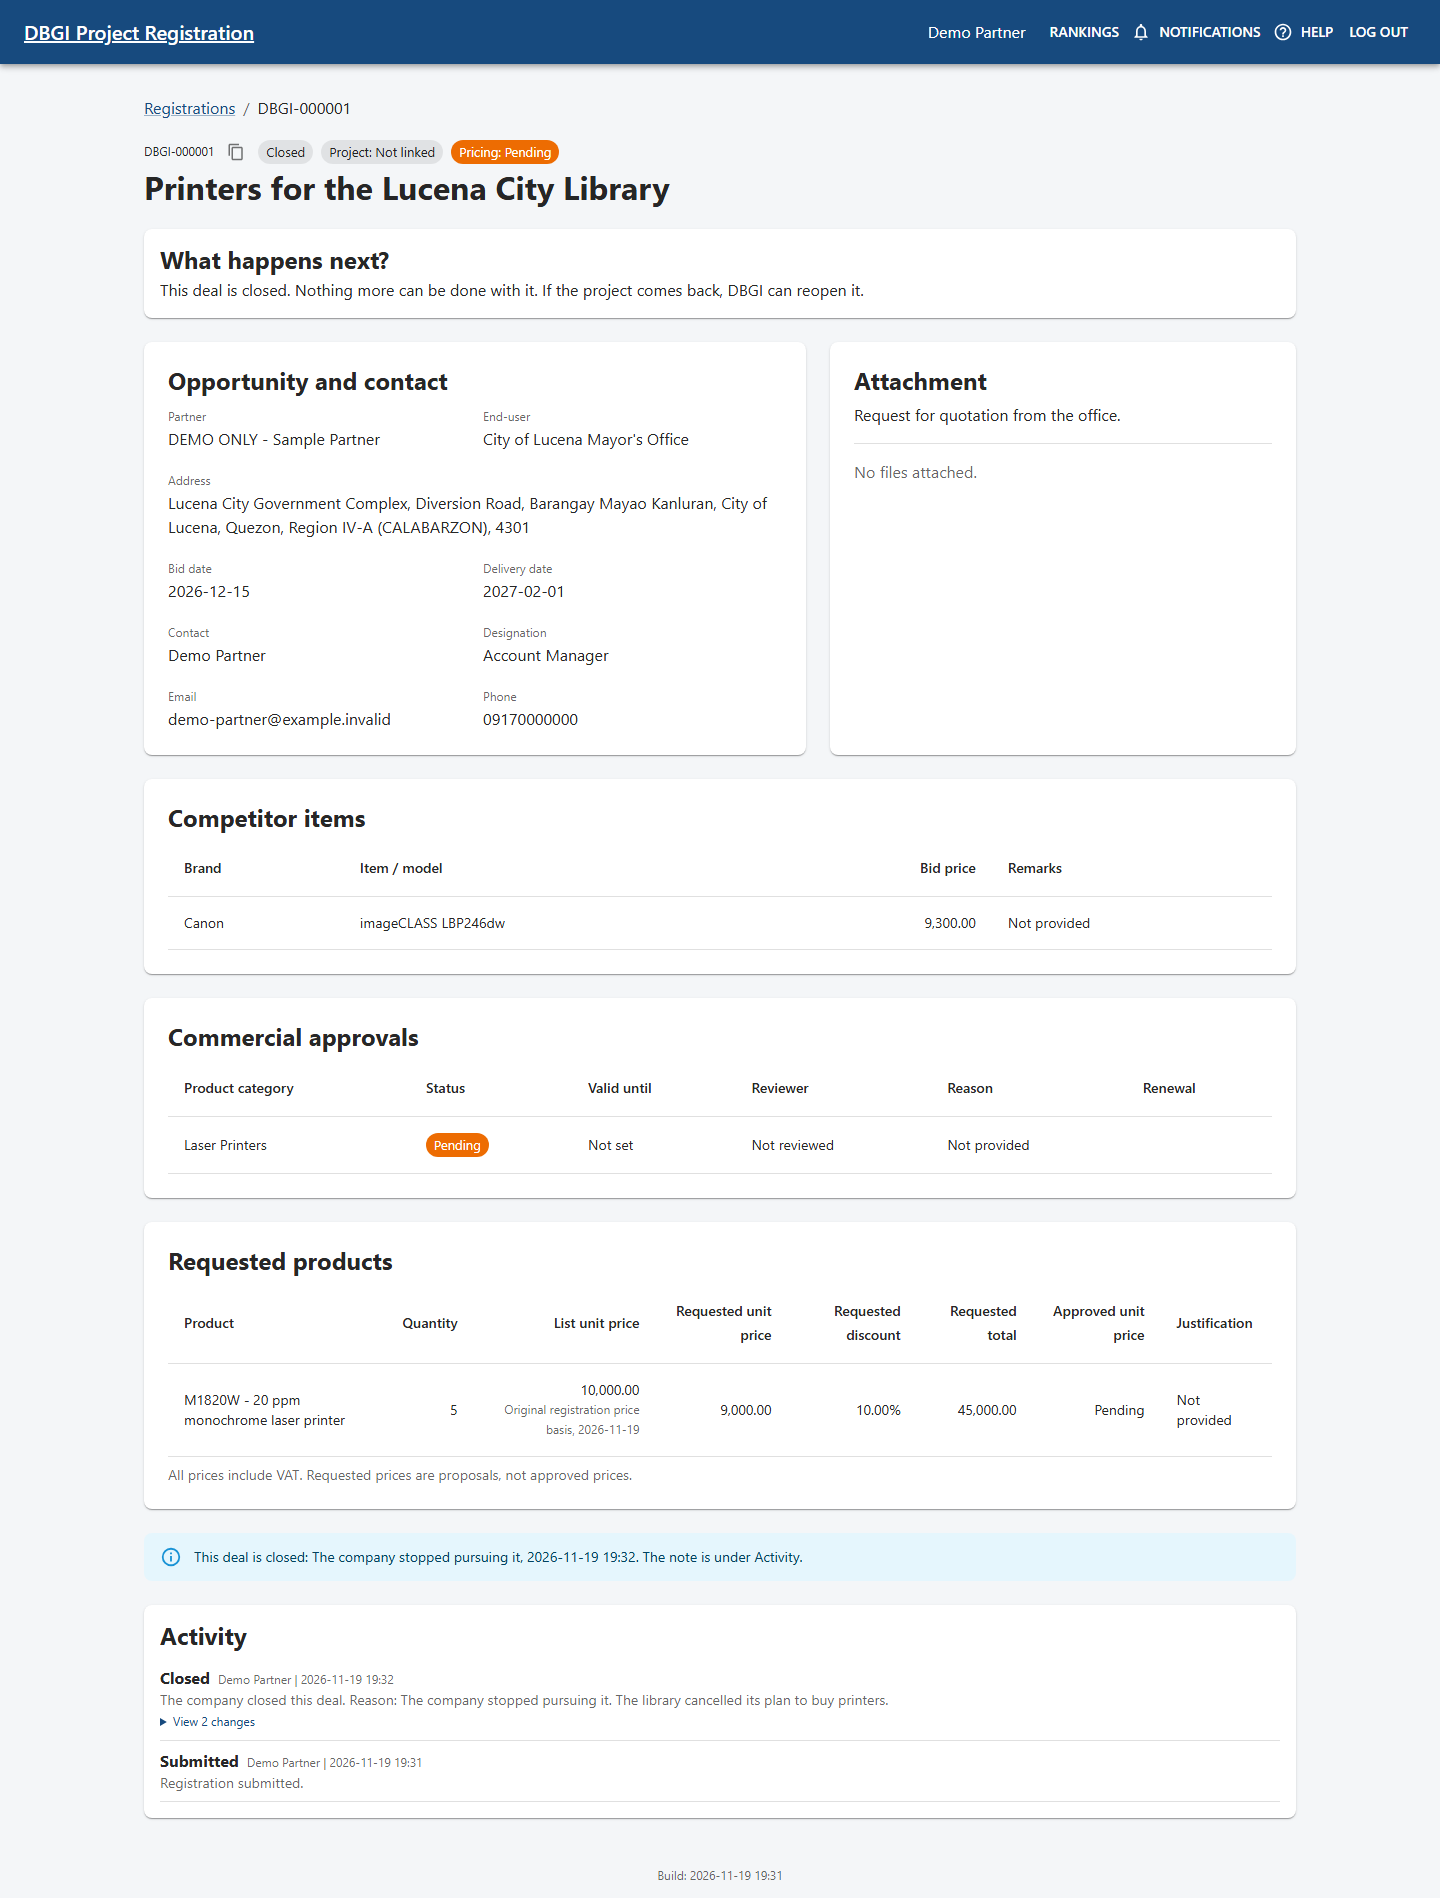 DBGI Project Registration
Demo Partner RANKINGS NOTIFICATIONS HELP LOG OUT
Registrations / DBGI-000001
DBGI-000001 Closed Project: Not linked Pricing: Pending
Printers for the Lucena City Library
What happens next?
This deal is closed. Nothing more can be done with it. If the project comes back, DBGI can reopen it.
Opportunity and contact
Partner End-user
DEMO ONLY - Sample Partner City of Lucena Mayor's Office
Address
Lucena City Government Complex, Diversion Road, Barangay Mayao Kanluran, City of
Lucena, Quezon, Region IV-A (CALABARZON), 4301
Bid date Delivery date
2026-12-15 2027-02-01
Contact Designation
Demo Partner Account Manager
Email Phone
demo-partner@example.invalid 09170000000
Attachment
Request for quotation from the office.
No files attached.
Competitor items
Brand Item / model Bid price Remarks
Canon imageCLASS LBP246dw 9,300.00 Not provided
Commercial approvals
Product category Status Valid until Reviewer Reason Renewal
Laser Printers Pending Not set Not reviewed Not provided
Requested products
Product Quantity List unit price Requested unit price Requested discount Requested total Approved unit price Justification
M1820W - 20 ppm monochrome laser printer 5 10,000.00 Original registration price basis, 2026-11-19 9,000.00 10.00% 45,000.00 Pending Not provided
All prices include VAT. Requested prices are proposals, not approved prices.
This deal is closed: The company stopped pursuing it, 2026-11-19 19:32. The note is under Activity.
Activity
Closed Demo Partner | 2026-11-19 19:32
The company closed this deal. Reason: The company stopped pursuing it. The library cancelled its plan to buy printers.
View 2 changes
Submitted Demo Partner | 2026-11-19 19:31
Registration submitted.
Build: 2026-11-19 19:31